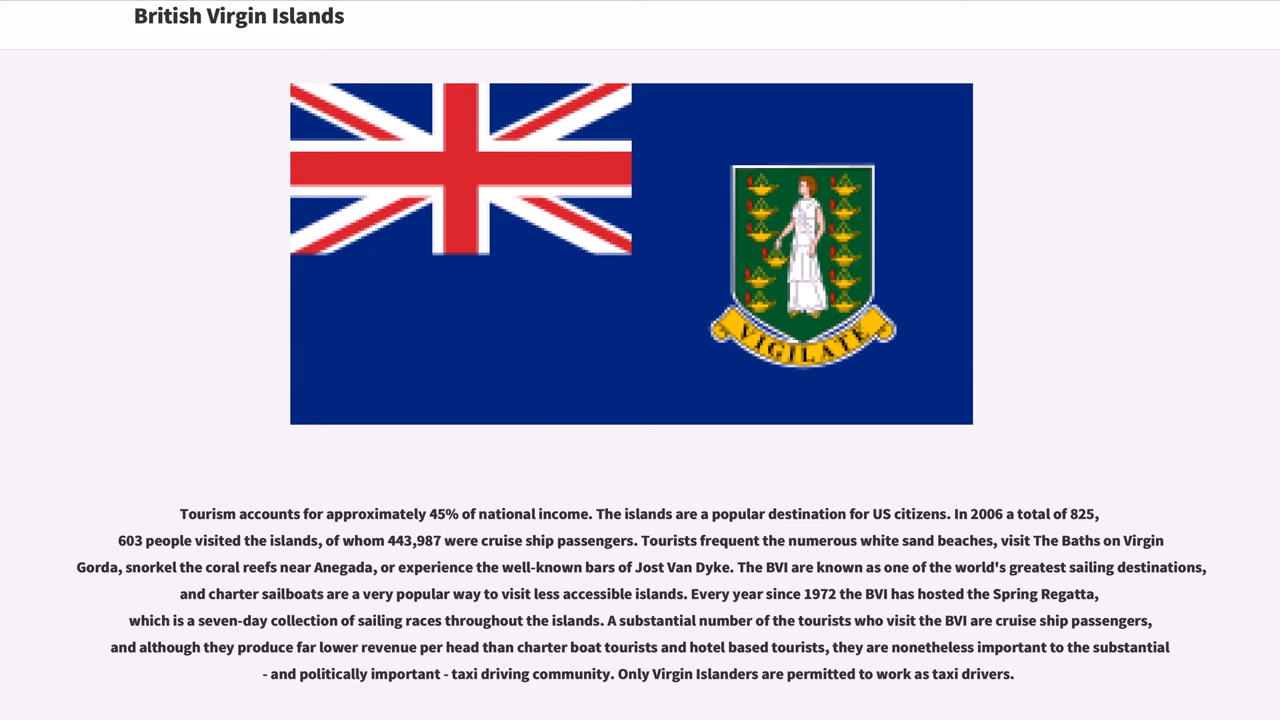 British Virgin Islands
VIGILATE
Tourism accounts for approximately 45% of national income. The islands are a popular destination for US citizens. In 2006 a total of 825,
603 people visited the islands, of whom 443,987 were cruise ship passengers. Tourists frequent the numerous white sand beaches, visit The Baths on Virgin
Gorda, snorkel the coral reefs near Anegada, or experience the well-known bars of Jost Van Dyke. The BVI are known as one of the world's greatest sailing destinations,
and charter sailboats are a very popular way to visit less accessible islands. Every year since 1972 the BVI has hosted the Spring Regatta,
which is a seven-day collection of sailing races throughout the islands. A substantial number of the tourists who visit the BVI are cruise ship passengers,
and although they produce far lower revenue per head than charter boat tourists and hotel based tourists, they are nonetheless important to the substantial
- and politically important - taxi driving community. Only Virgin Islanders are permitted to work as taxi drivers.